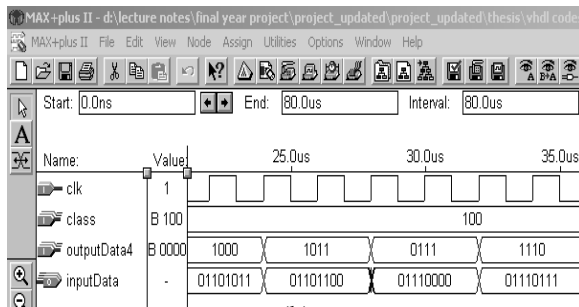 MAX+plus II - d:\lecture notes\final year project\project_updated\project_updated\thesis\vhdl code
MAX+plus II File Edit View Node Assign Utilities Options Window Help
Start: 0.0ns End: 80.0us Interval: 80.0us
Name: Value: 25.0us 30.0us 35.0us
clk 1
class B 100 100
outputData4 B 0000 1000 1011 0111 1110
inputData - 01101011 01101100 01110000 01110111